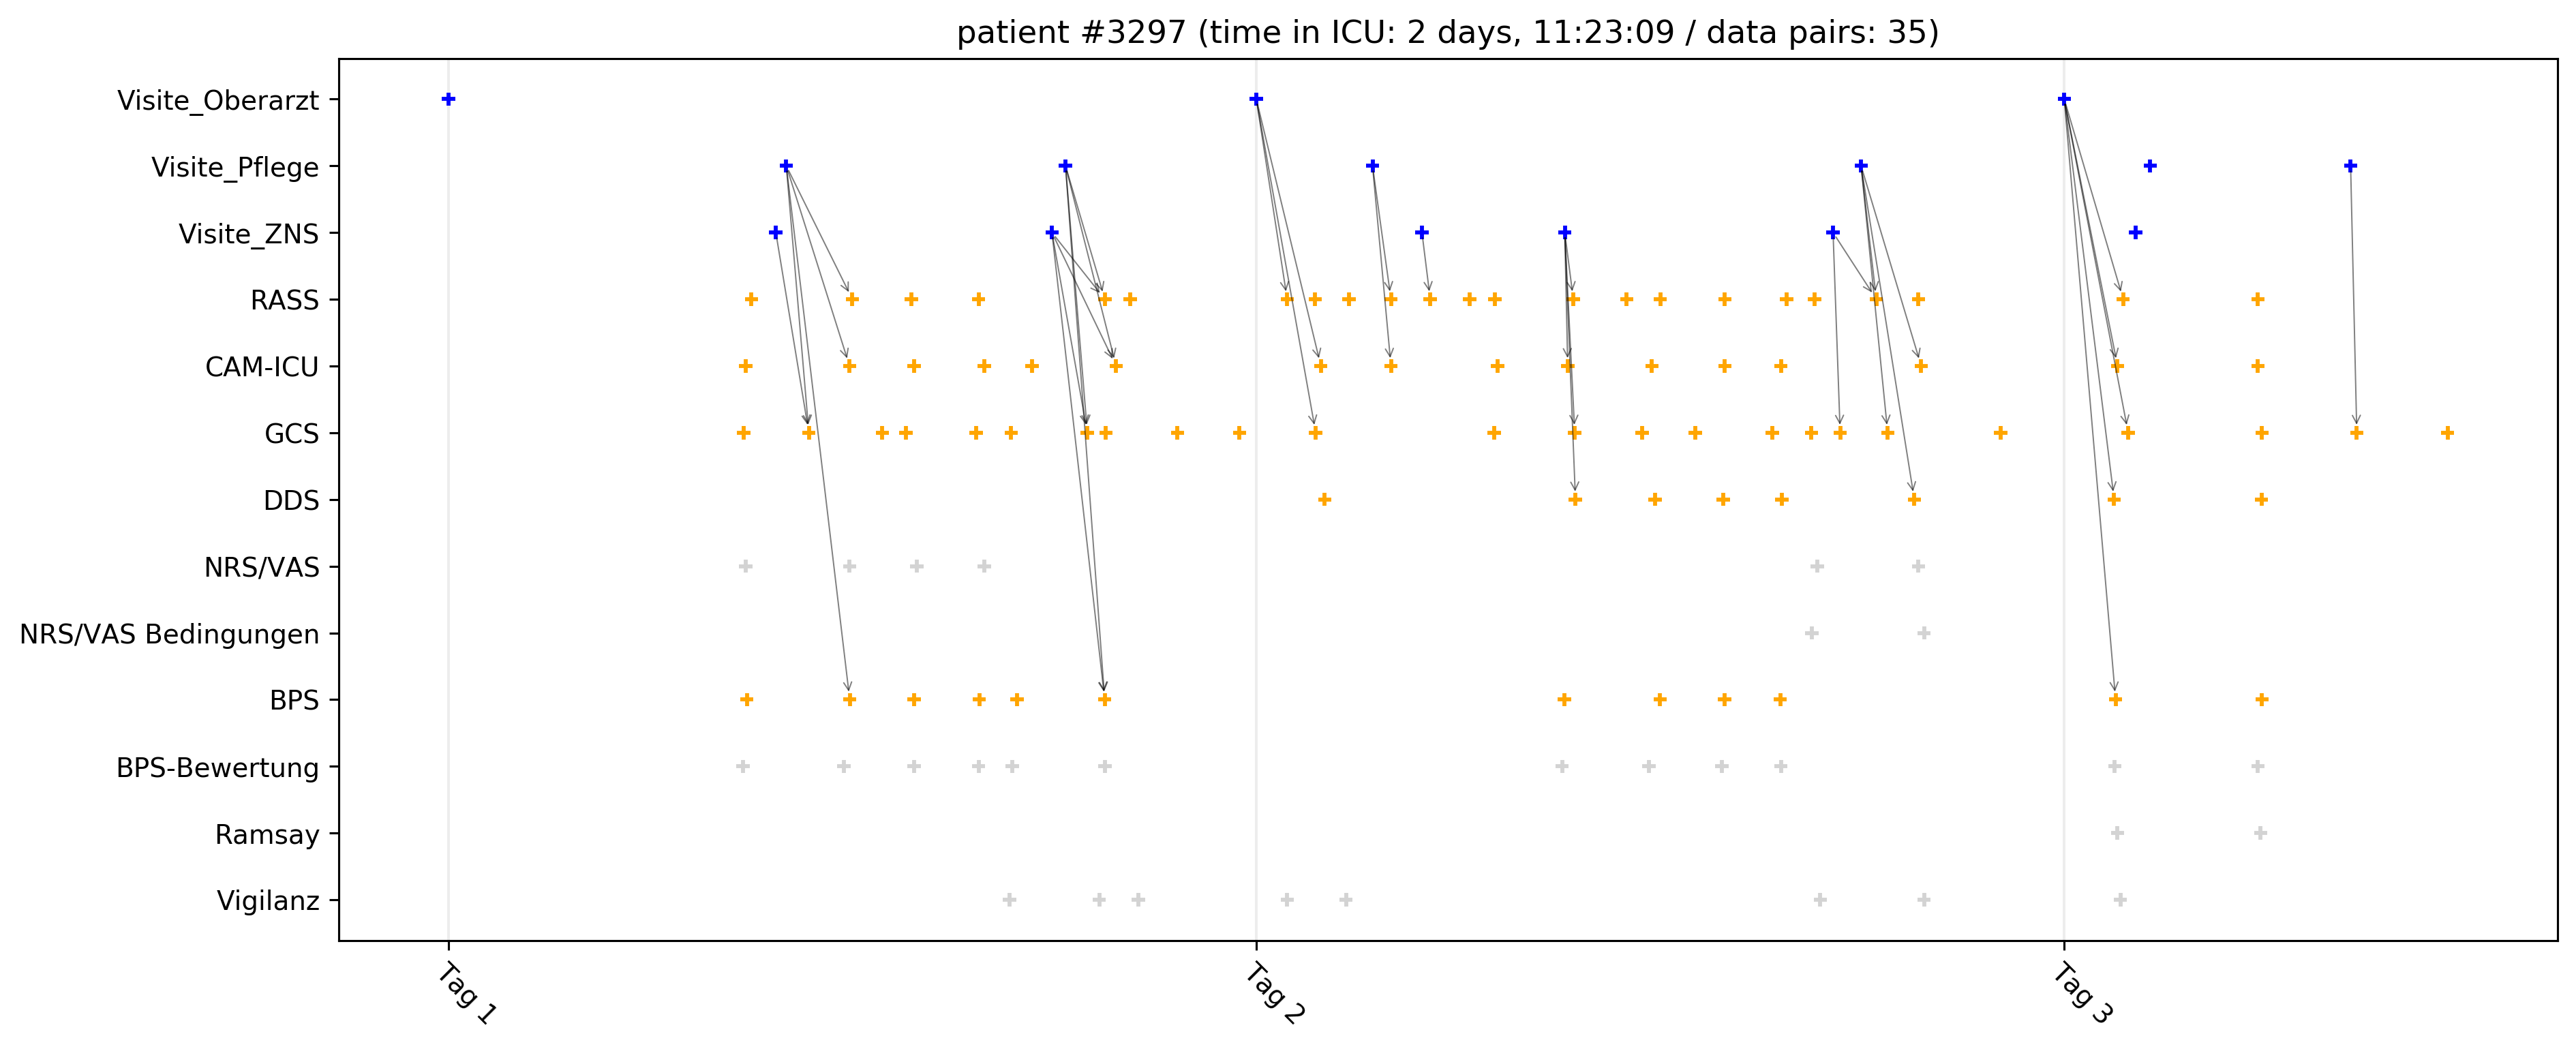 patient #3297 (time in ICU: 2 days, 11:23:09 / data pairs: 35)
Visite_Oberarzt
Visite_Pflege
Visite_ZNS
RASS
CAM-ICU
GCS
DDS
NRS/VAS
NRS/VAS Bedingungen
BPS
BPS-Bewertung
Ramsay
Vigilanz
Tag 1
Tag 2
Tag 3